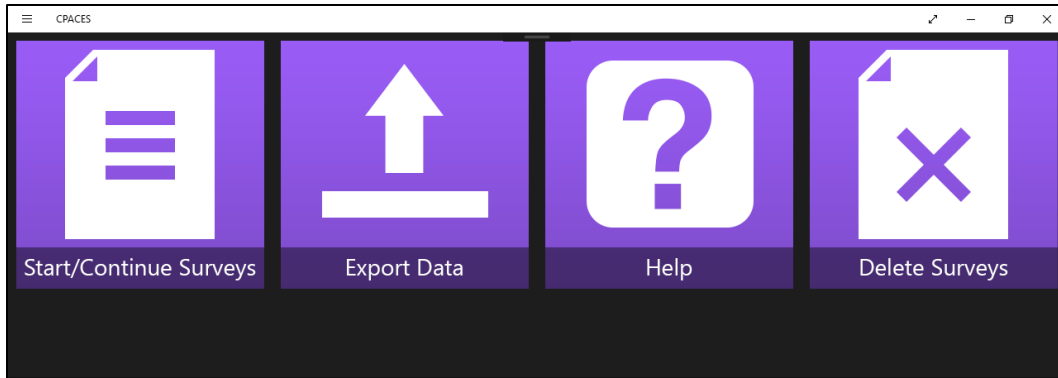 CPACES
Start/Continue Surveys
Export Data
Help
Delete Surveys